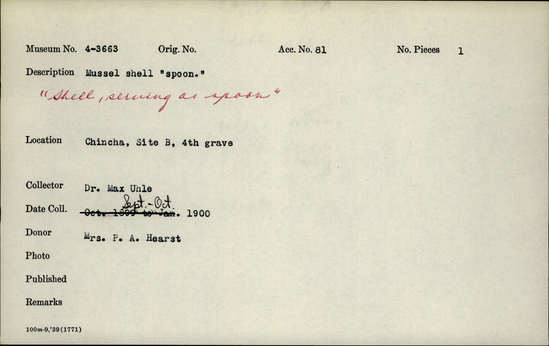 Museum No. 4-3663 Orig. No. Acc. No. 81 No. Pieces 1
Description Mussel shell "spoon."
"Shell, serving as spoon"
Location Chincha, Site B, 4th grave
Collector Dr. Max Uhle
Sept.-Oct.
Date Coll. Oct. 1899 to Jan. 1900
Donor Mrs. P. A. Hearst
Photo
Published
Remarks
100m-9,'39(1771)